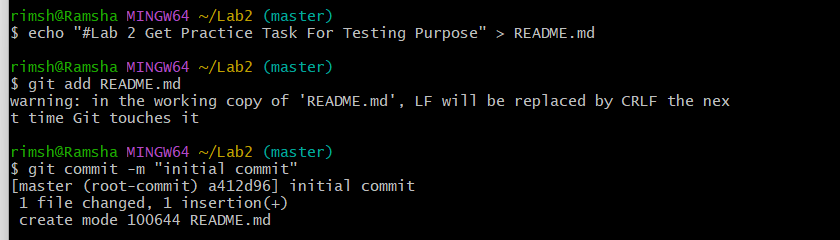 rimsh@Ramsha MINGW64 ~/Lab2 (master)
$ echo "#Lab 2 Get Practice Task For Testing Purpose" > README.md
rimsh@Ramsha MINGW64 ~/Lab2 (master)
$ git add README.md
warning: in the working copy of 'README.md', LF will be replaced by CRLF the nex
t time Git touches it
rimsh@Ramsha MINGW64 ~/Lab2 (master)
$ git commit -m "initial commit"
[master (root-commit) a412d96] initial commit
 1 file changed, 1 insertion(+)
 create mode 100644 README.md